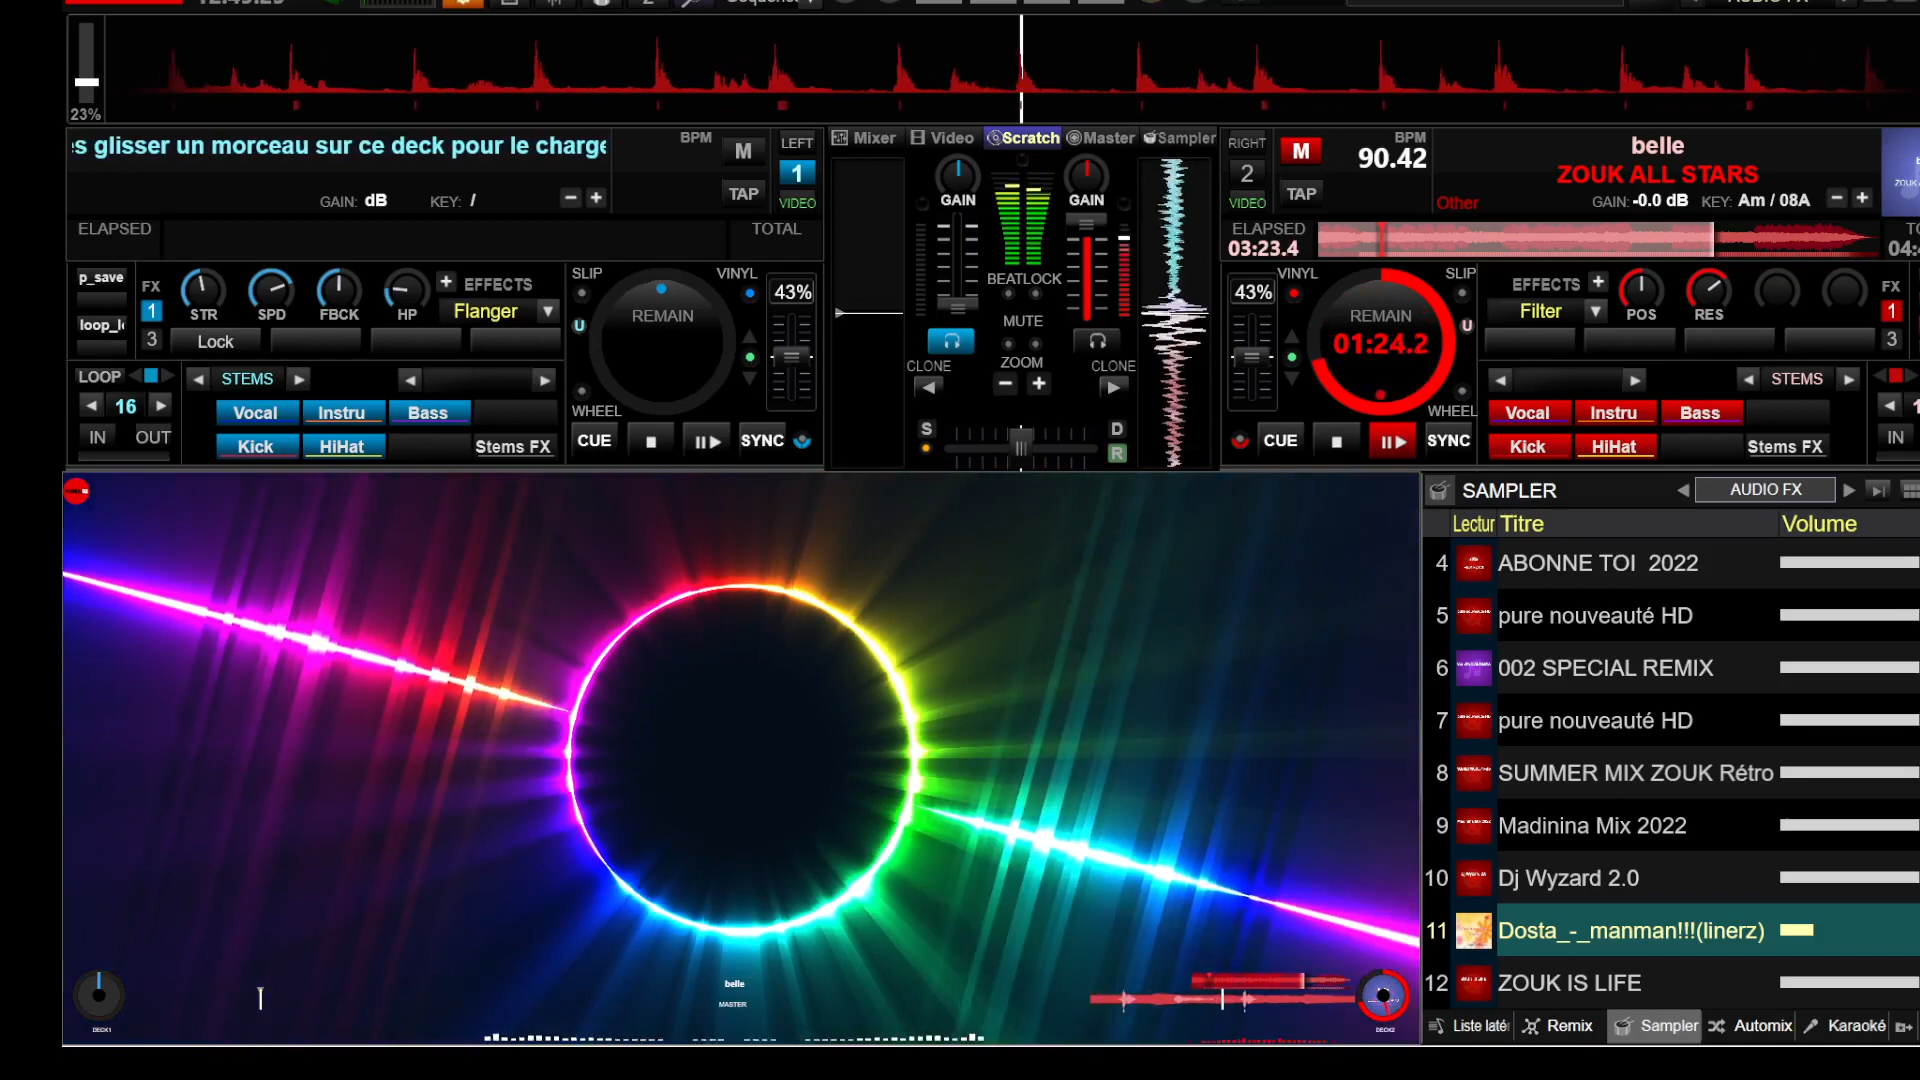 23%
s glisser un morceau sur ce deck pour le charge
BPM
M
TAP
LEFT
1
VIDEO
GAIN: dB KEY: /
ELAPSED
TOTAL
Mixer Video Scratch Master Sampler
GAIN GAIN
BEATLOCK
MUTE
ZOOM
CLONE CLONE
S D
R
RIGHT
2
VIDEO
M
TAP
BPM
90.42
belle
ZOUK ALL STARS
Other
GAIN: -0.0 dB KEY: Am / 08A
ELAPSED
03:23.4
p_save
FX
1
3
STR SPD FBCK HP
EFFECTS
Flanger
Lock
LOOP
16
IN OUT
STEMS
Vocal Instru Bass
Kick HiHat Stems FX
SLIP VINYL
U
REMAIN
WHEEL
43%
CUE SYNC
43%
VINYL SLIP
U
REMAIN
01:24.2
WHEEL
CUE SYNC
EFFECTS
Filter
POS RES
FX
1
3
STEMS
Vocal Instru Bass
Kick HiHat Stems FX
IN
SAMPLER AUDIO FX
Lectur Titre Volume
4 ABONNE TOI 2022
5 pure nouveauté HD
6 002 SPECIAL REMIX
7 pure nouveauté HD
8 SUMMER MIX ZOUK Rétro
9 Madinina Mix 2022
10 Dj Wyzard 2.0
11 Dosta_-_manman!!!(linerz)
12 ZOUK IS LIFE
Liste laté Remix Sampler Automix Karaoké
belle
MASTER
DECK1
DECK2